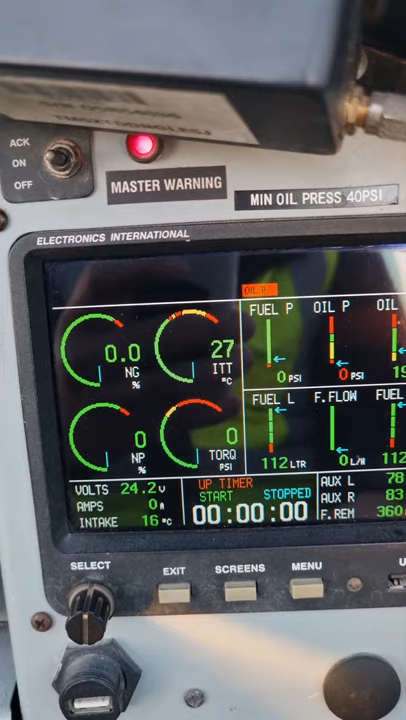 ACK
ON
OFF
MASTER WARNING
MIN OIL PRESS 40PSI
ELECTRONICS INTERNATIONAL
OIL P
FUEL P
OIL P
OIL
0.0
NG
%
27
ITT
°C
0 PSI
0 PSI
19
0
NP
%
0
TORQ
PSI
FUEL L
F.FLOW
FUEL
112 LTR
0 L/H
112
VOLTS 24.2 V
AMPS 0 A
INTAKE 16 °C
UP TIMER
START STOPPED
00:00:00
AUX L 78
AUX R 83
F.REM 360
SELECT
EXIT
SCREENS
MENU
U